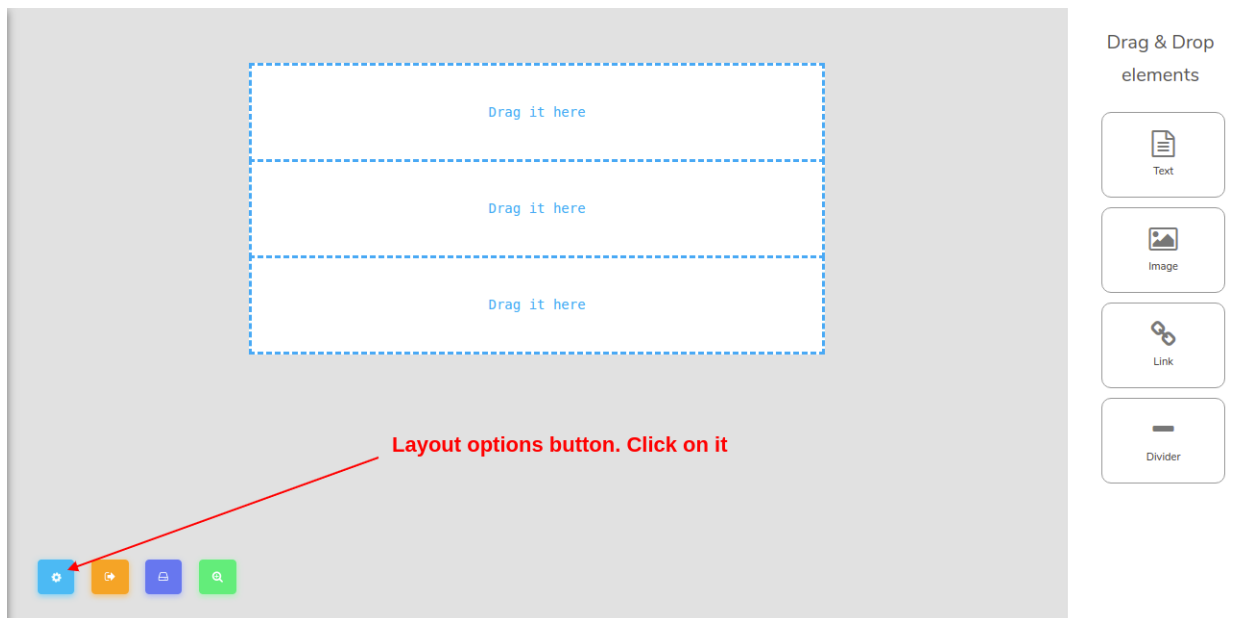 Drag & Drop
elements
Drag it here
Drag it here
Drag it here
Text
Image
Link
Divider
Layout options button. Click on it